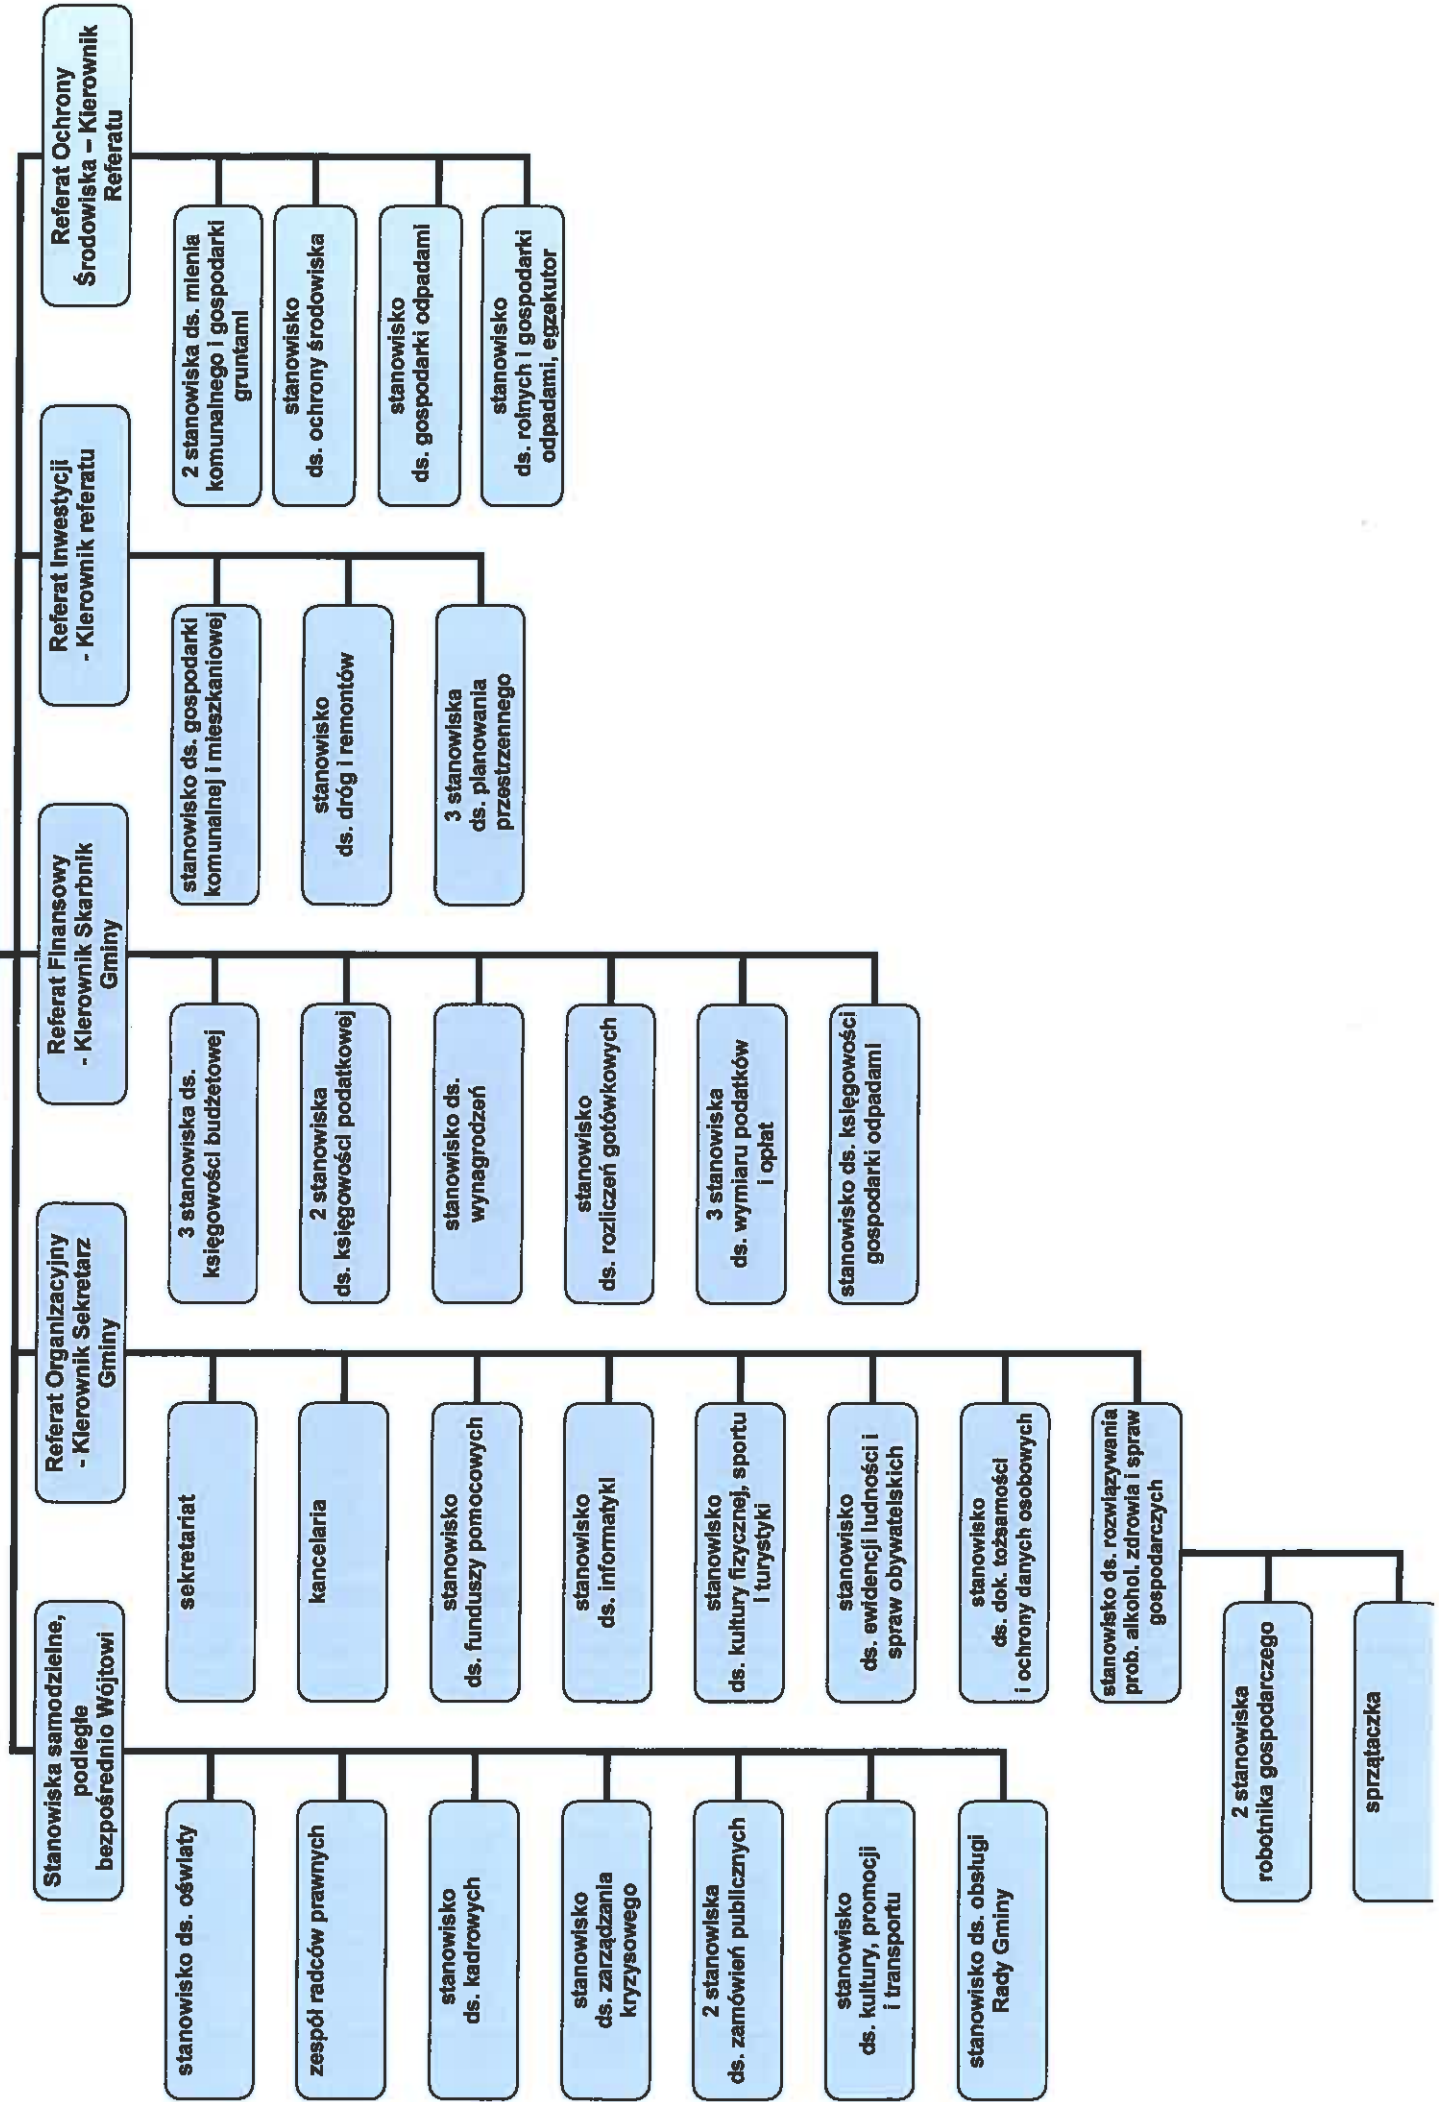 Stanowiska samodzielne,
podległe
bezpośrednio Wójtowi
stanowisko ds. oświaty
zespół radców prawnych
stanowisko
ds. kadrowych
stanowisko
ds. zarządzania
kryzysowego
2 stanowiska
ds. zamówień publicznych
stanowisko
ds. kultury, promocji
i transportu
stanowisko ds. obsługi
Rady Gminy
Referat Organizacyjny
- Kierownik Sekretarz
Gminy
sekretariat
kancelaria
stanowisko
ds. funduszy pomocowych
stanowisko
ds. informatyki
stanowisko
ds. kultury fizycznej, sportu
i turystyki
stanowisko
ds. ewidencji ludności i
spraw obywatelskich
stanowisko
ds. dok. tożsamości
i ochrony danych osobowych
stanowisko ds. rozwiązywania
prob. alkohol. zdrowia i spraw
gospodarczych
2 stanowiska
robotnika gospodarczego
sprzątaczka
Referat Finansowy
- Kierownik Skarbnik
Gminy
3 stanowiska ds.
księgowości budżetowej
2 stanowiska
ds. księgowości podatkowej
stanowisko ds.
wynagrodzeń
stanowisko
ds. rozliczeń gotówkowych
3 stanowiska
ds. wymiaru podatków
i opłat
stanowisko ds. księgowości
gospodarki odpadami
Referat Inwestycji
- Kierownik referatu
stanowisko ds. gospodarki
komunalnej i mieszkaniowej
stanowisko
ds. dróg i remontów
3 stanowiska
ds. planowania
przestrzennego
Referat Ochrony
Środowiska – Kierownik
Referatu
2 stanowiska ds. mienia
komunalnego i gospodarki
gruntami
stanowisko
ds. ochrony środowiska
stanowisko
ds. gospodarki odpadami
stanowisko
ds. rolnych i gospodarki
odpadami, egzekutor